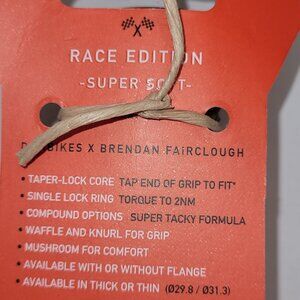 RACE EDITION
-SUPER SOFT-
BIKES X BRENDAN FAIRCLOUGH
• TAPER-LOCK CORE TAP END OF GRIP TO FIT*
• SINGLE LOCK RING TORQUE TO 2NM
• COMPOUND OPTIONS SUPER TACKY FORMULA
• WAFFLE AND KNURL FOR GRIP
• MUSHROOM FOR COMFORT
• AVAILABLE WITH OR WITHOUT FLANGE
• AVAILABLE IN THICK OR THIN (Ø29.8 / Ø31.3)